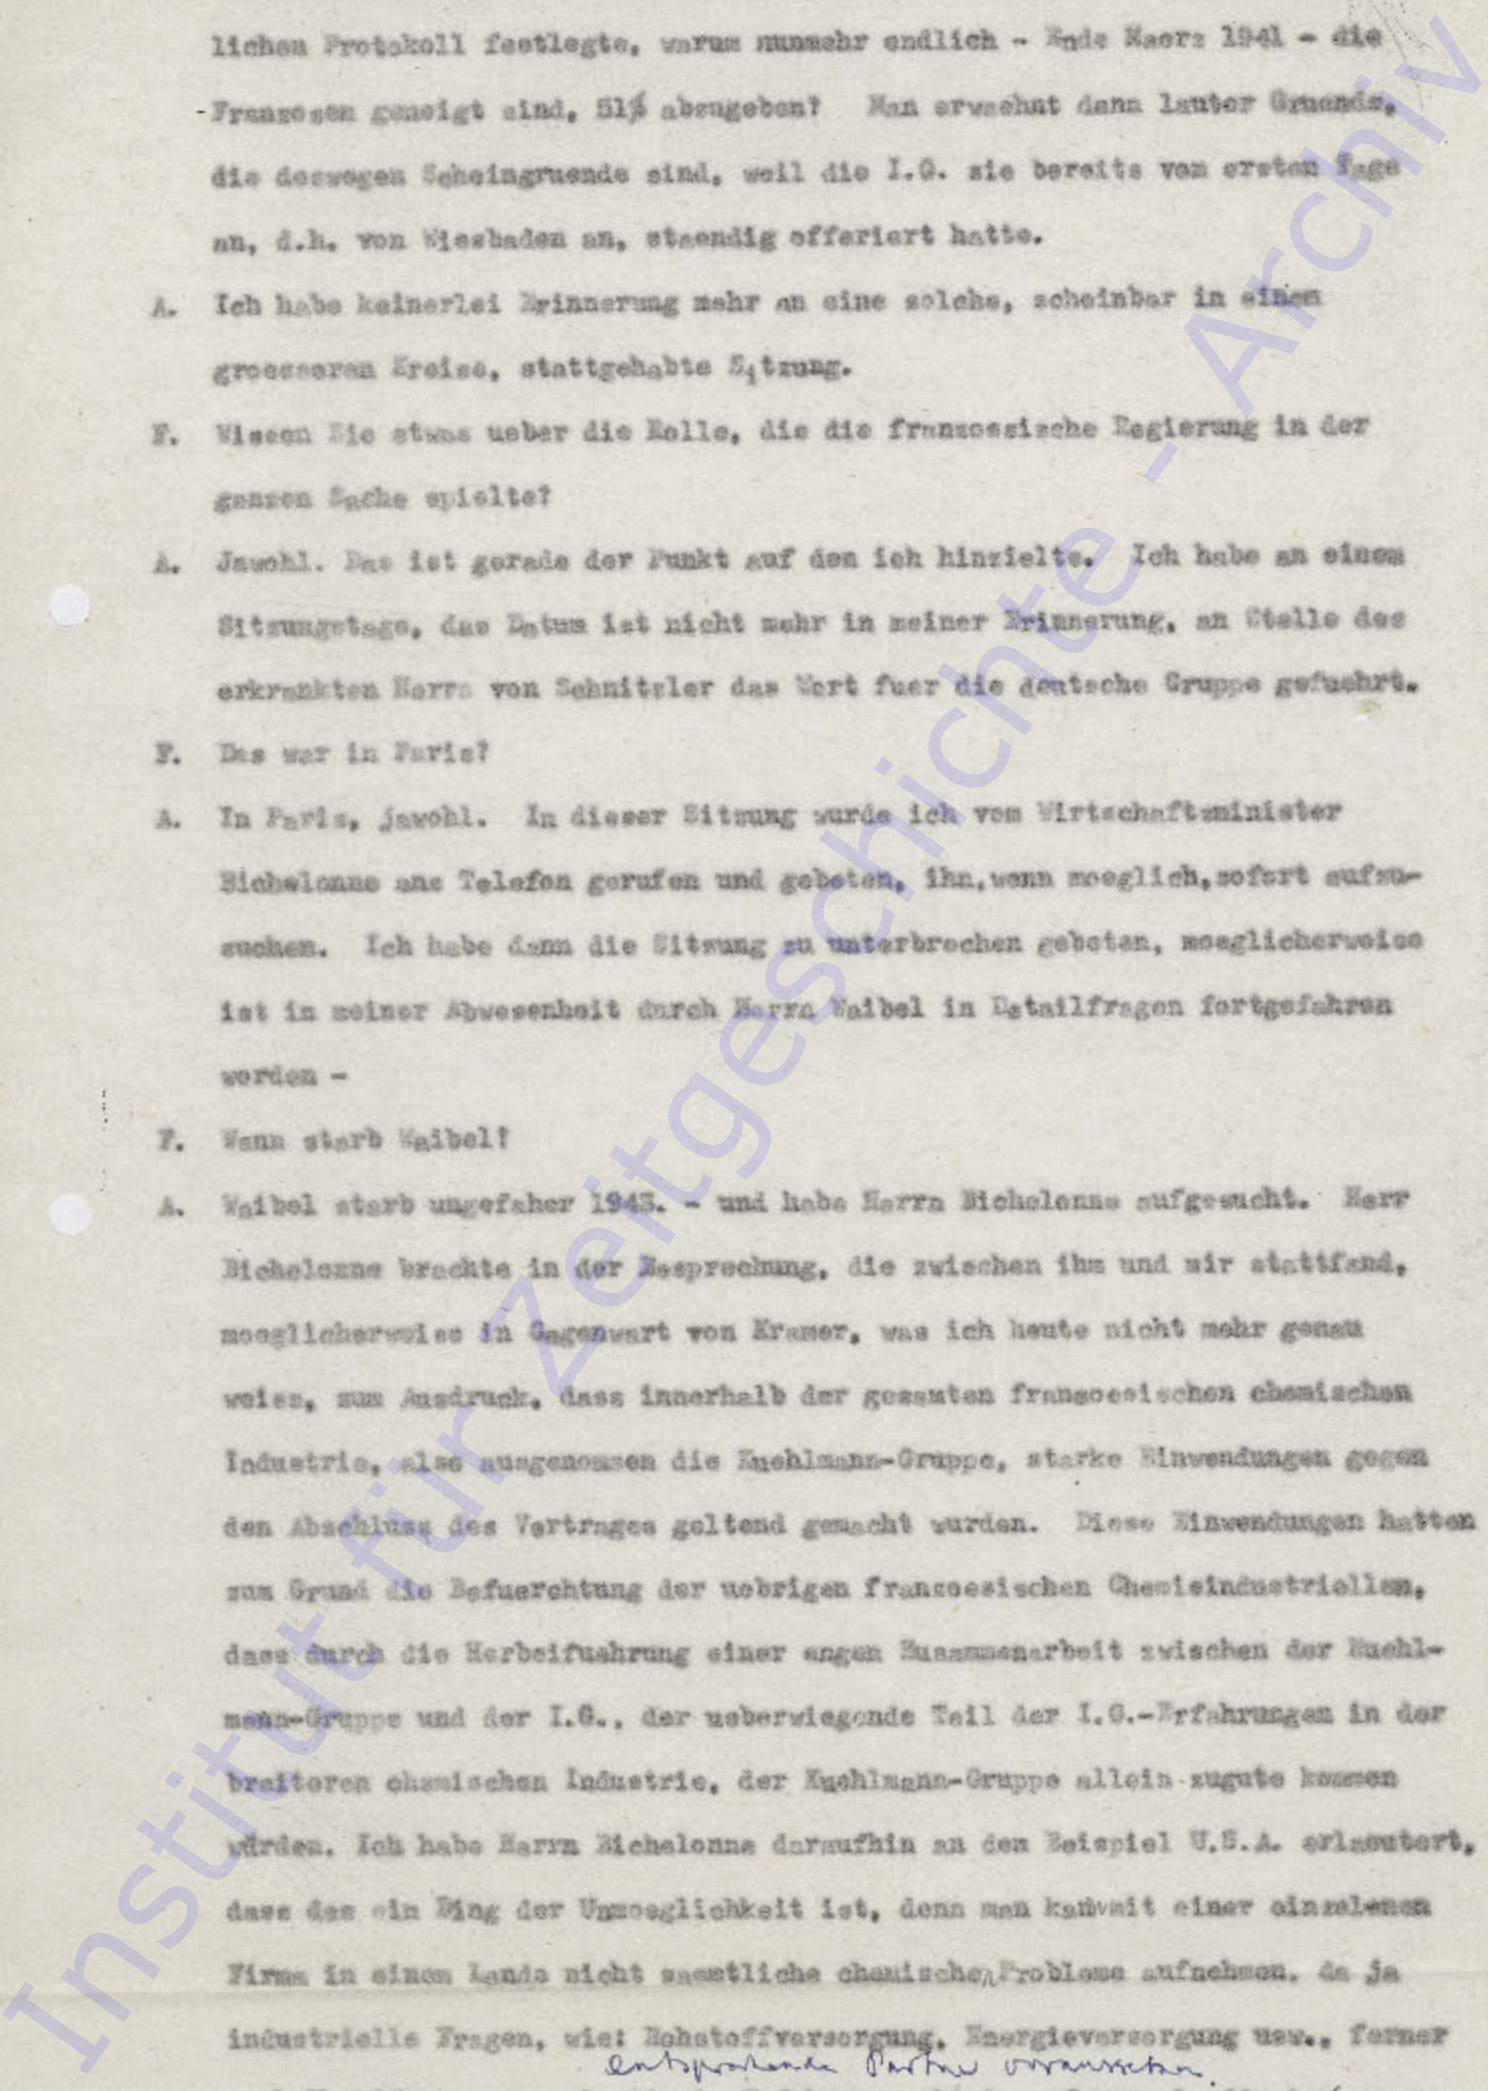 lichen Protokoll festlegte, warum nunmehr endlich - Ende Maerz 1941 - die
-Franzosen geneigt sind, 51% abzugeben? Man erwaehnt dann lauter Gruende,
die deswegen Scheingruende sind, weil die I.G. sie bereits vom ersten Tage
an, d.h. von Wiesbaden an, staendig offeriert hatte.
A. Ich habe keinerlei Erinnerung mehr an eine solche, scheinbar in einem
groesseren Kreise, stattgehabte Sitzung.
F. Wissen Sie etwas ueber die Rolle, die die franzoesische Regierung in der
ganzen Sache spielte?
A. Jawohl. Das ist gerade der Punkt auf den ich hinzielte. Ich habe an einem
Sitzungstage, das Datum ist nicht mehr in meiner Erinnerung, an Stelle des
erkrankten Herrn von Schnitzler das Wort fuer die deutsche Gruppe gefuehrt.
F. Das war in Paris?
A. In Paris, jawohl. In dieser Sitzung wurde ich vom Wirtschaftsminister
Bichelonne ans Telefon gerufen und gebeten, ihn, wenn moeglich, sofort aufzu-
suchen. Ich habe dann die Sitzung zu unterbrechen gebeten, moeglicherweise
ist in meiner Abwesenheit durch Herrn Waibel in Detailfragen fortgefahren
worden -
F. Wann starb Waibel?
A. Waibel starb ungefaher 1943. - und habe Herrn Bichelonne aufgesucht. Herr
Bichelonne brachte in der Besprechung, die zwischen ihm und mir stattfand,
moeglicherweise in Gegenwart von Kramer, was ich heute nicht mehr genau
weiss, zum Ausdruck, dass innerhalb der gesamten franzoesischen chemischen
Industrie, also ausgenommen die Kuehlmann-Gruppe, starke Einwendungen gegen
den Abschluss des Vertrages geltend gemacht wurden. Diese Einwendungen hatten
zum Grund die Befuerchtung der uebrigen franzoesischen Chemieindustriellen,
dass durch die Herbeifuehrung einer engen Zusammenarbeit zwischen der Kuehl-
mann-Gruppe und der I.G., der ueberwiegende Teil der I.G.-Erfahrungen in der
breiteren chemischen Industrie, der Kuehlmann-Gruppe allein zugute kommen
würden. Ich habe Herrn Bichelonne daraufhin an dem Beispiel U.S.A. erlaeutert,
dass das ein Ding der Unmoeglichkeit ist, denn man kann mit einer einzelenen
Firma in einem Lande nicht saemtliche chemischen Probleme aufnehmen, da ja
industrielle Fragen, wie: Rohstoffversorgung, Energieversorgung usw., ferner
entsprechende Partner voraussetzen.
Institut für Zeitgeschichte - Archiv